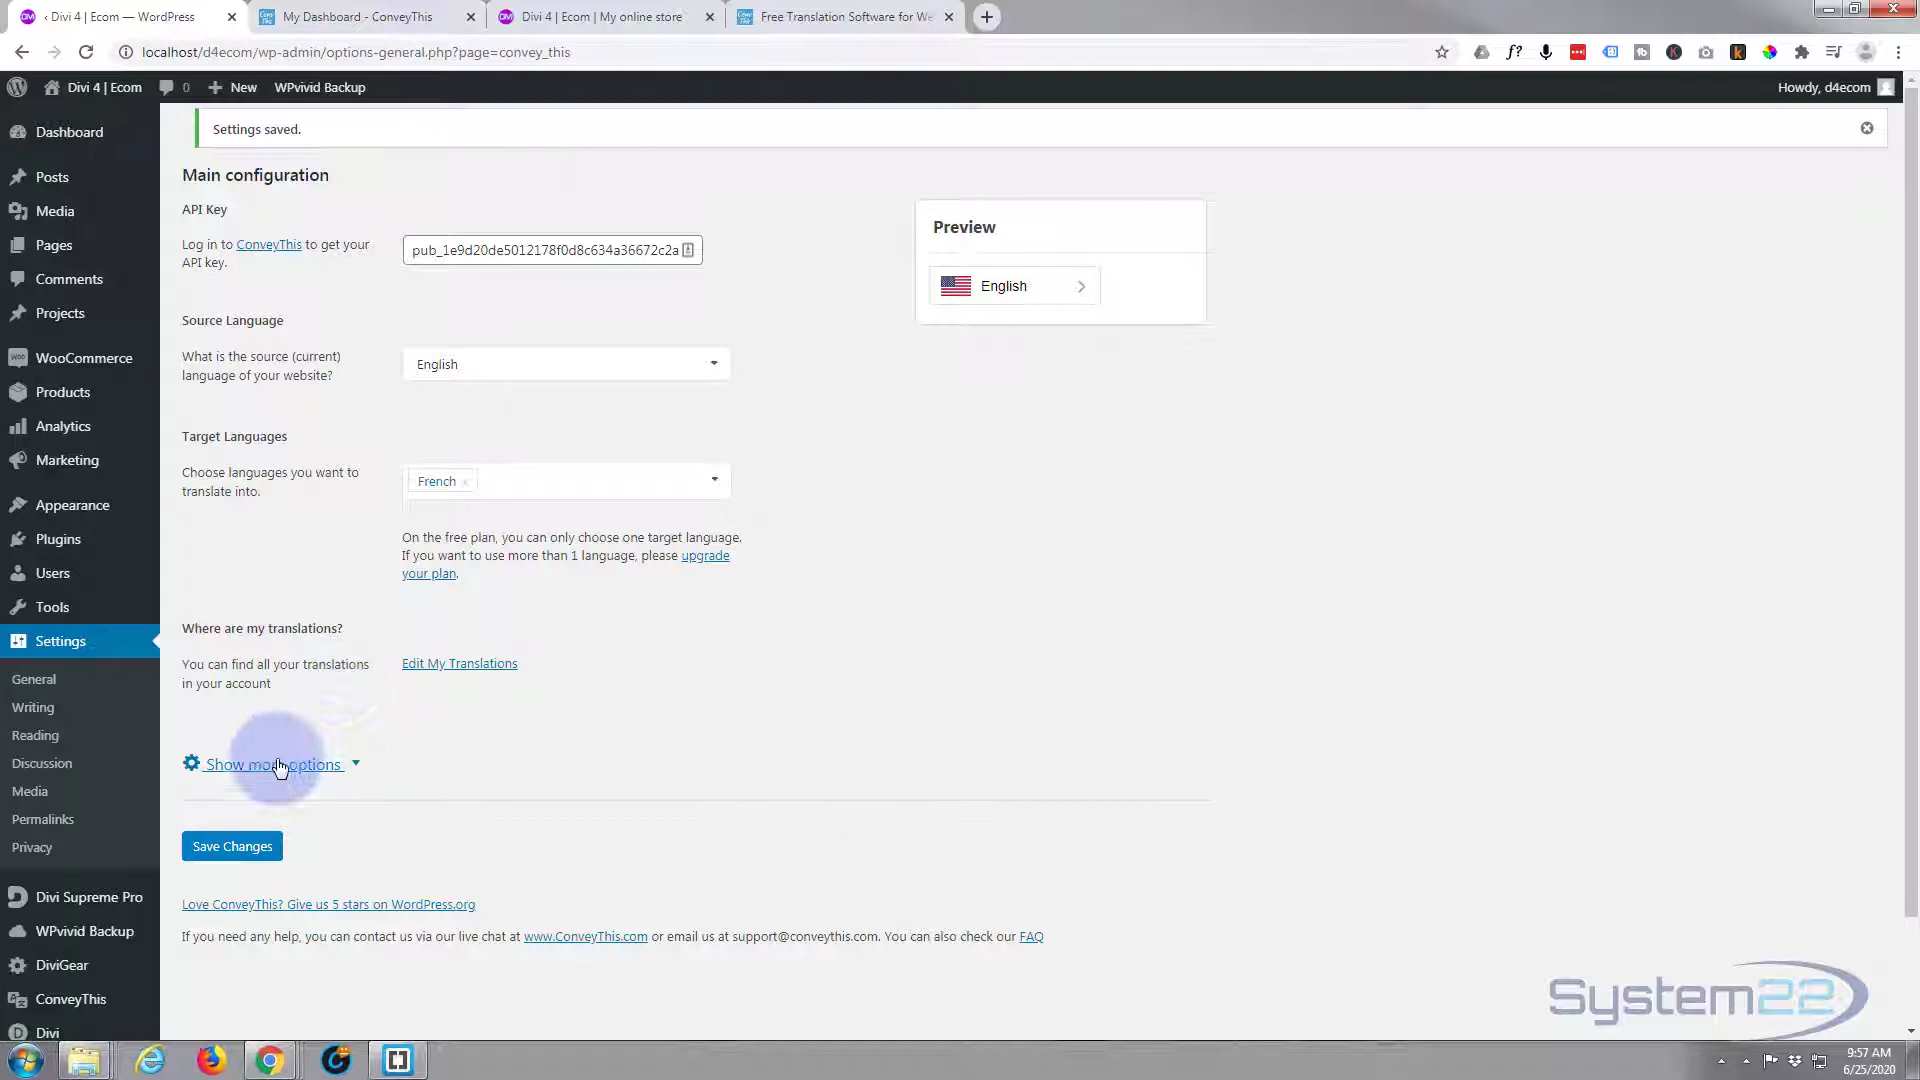 ‹ Divi 4 | Ecom — WordPress
My Dashboard - ConveyThis
Divi 4 | Ecom | My online store
Free Translation Software for We
localhost/d4ecom/wp-admin/options-general.php?page=convey_this
Divi 4 | Ecom
0
New
WPvivid Backup
Howdy, d4ecom
Dashboard
Posts
Media
Pages
Comments
Projects
WooCommerce
Products
Analytics
Marketing
Appearance
Plugins
Users
Tools
Settings
General
Writing
Reading
Discussion
Media
Permalinks
Privacy
Divi Supreme Pro
WPvivid Backup
DiviGear
ConveyThis
Divi
Settings saved.
Main configuration
API Key
Log in to ConveyThis to get your
API key.
pub_1e9d20de5012178f0d8c634a36672c2a
Preview
English
Source Language
What is the source (current)
language of your website?
English
Target Languages
Choose languages you want to
translate into.
French ×
On the free plan, you can only choose one target language.
If you want to use more than 1 language, please upgrade
your plan.
Where are my translations?
You can find all your translations
in your account
Edit My Translations
Show more options
Save Changes
Love ConveyThis? Give us 5 stars on WordPress.org
If you need any help, you can contact us via our live chat at www.ConveyThis.com or email us at support@conveythis.com. You can also check our FAQ
System22
9:57 AM
6/25/2020